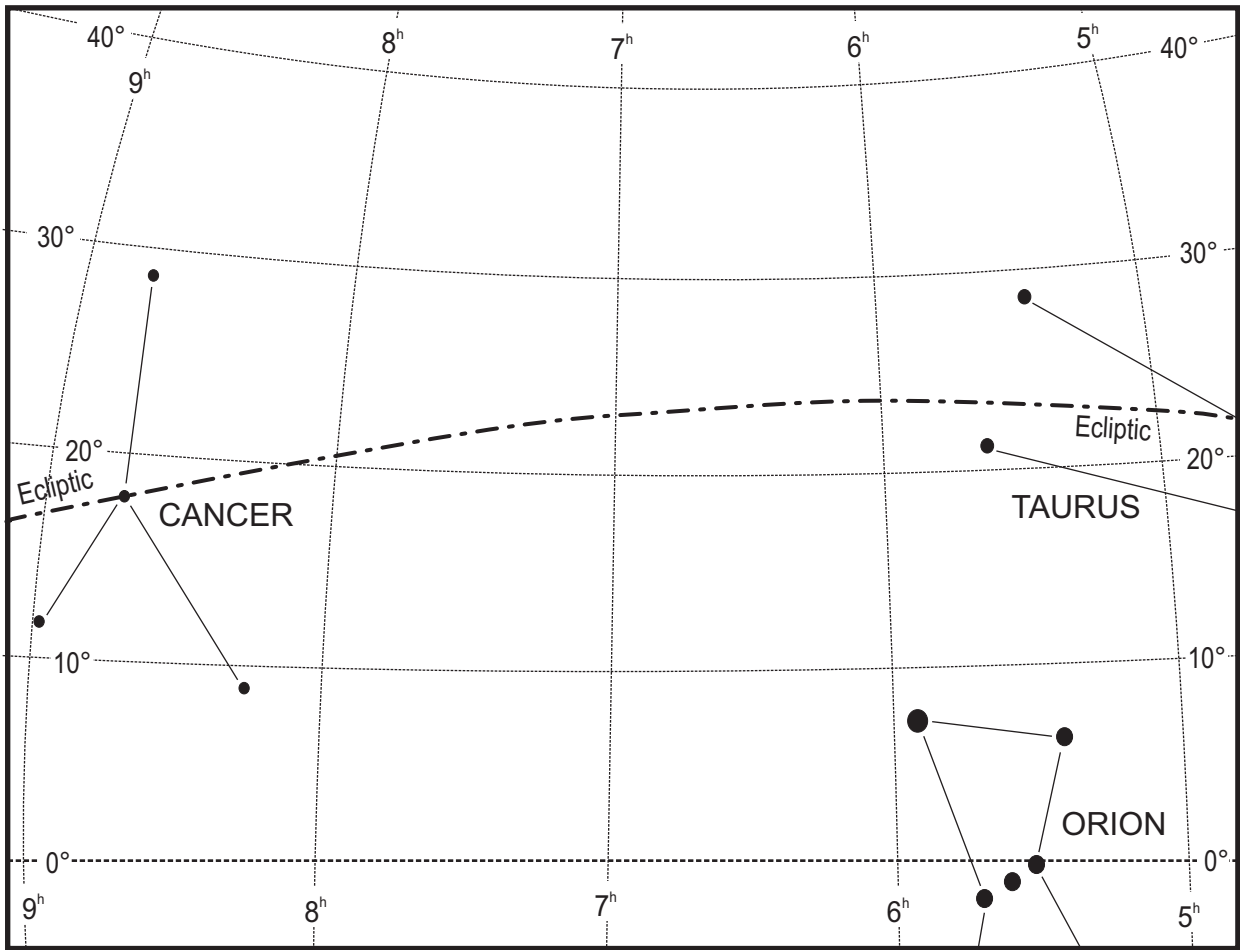 40° 8ʰ 7ʰ 6ʰ 5ʰ 40°
9ʰ
30° 30°
20° Ecliptic 20°
Ecliptic
CANCER TAURUS
10° 10°
ORION
0° 0°
9ʰ 8ʰ 7ʰ 6ʰ 5ʰ